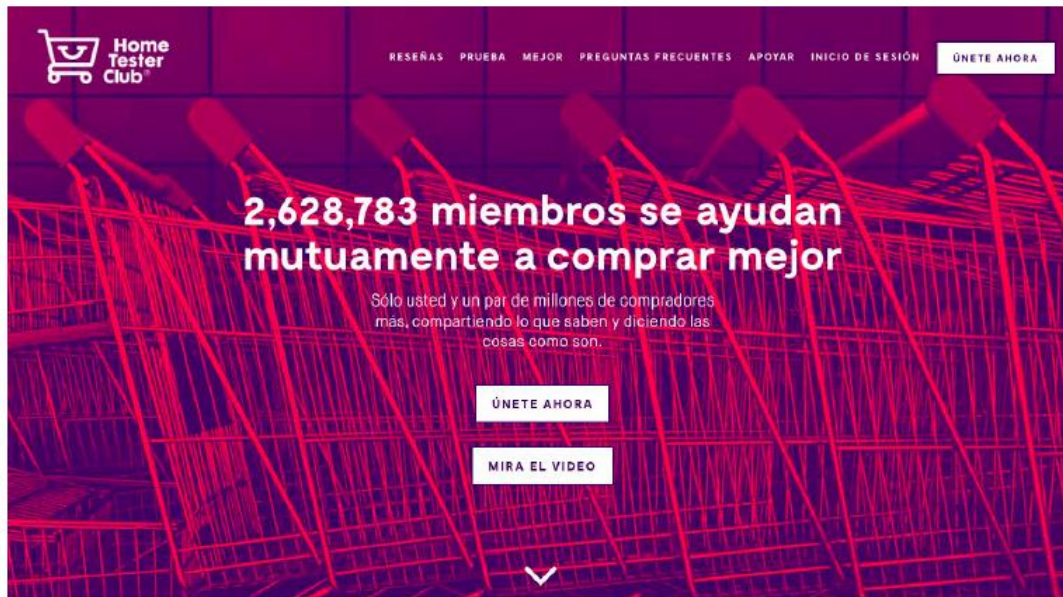 Home
Tester
Club®
RESEÑAS PRUEBA MEJOR PREGUNTAS FRECUENTES APOYAR INICIO DE SESIÓN ÚNETE AHORA
2,628,783 miembros se ayudan
mutuamente a comprar mejor
Sólo usted y un par de millones de compradores
más, compartiendo lo que saben y diciendo las
cosas como son.
ÚNETE AHORA
MIRA EL VIDEO